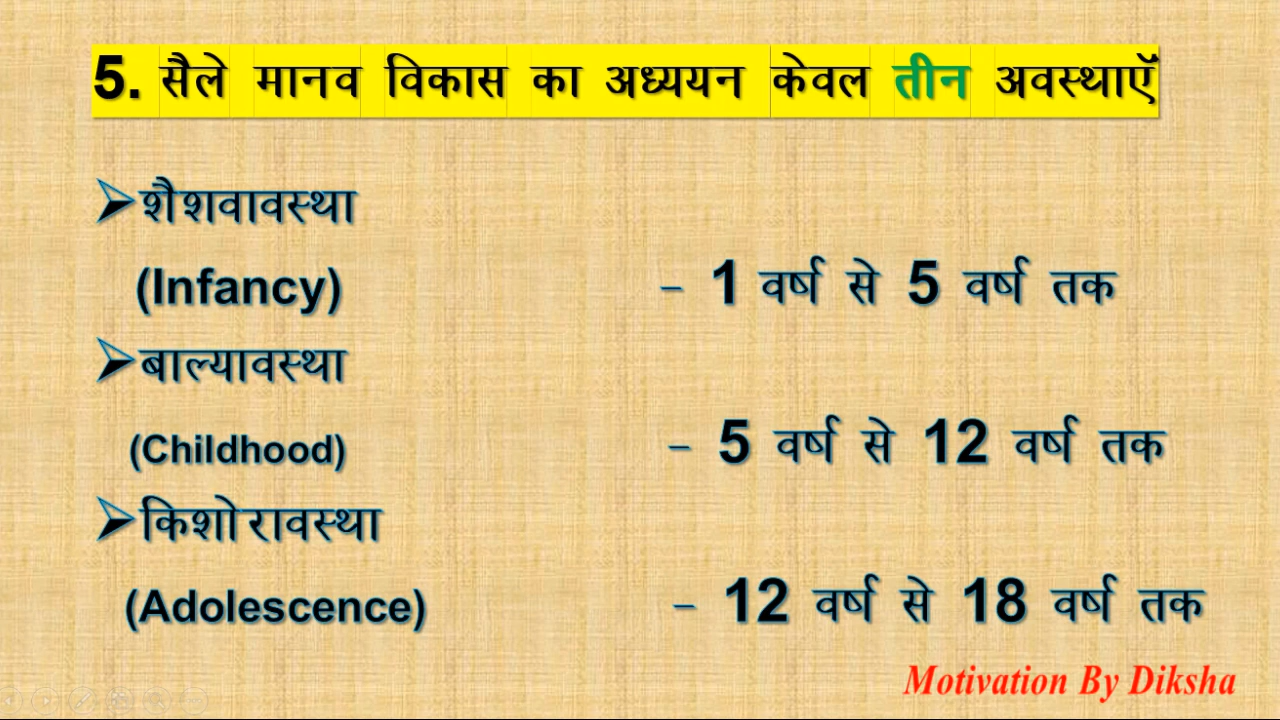 5. सैले मानव विकास का अध्ययन केवल तीन अवस्थाएॅ
➢शैशवावस्था
(Infancy) – 1 वर्ष से 5 वर्ष तक
➢बाल्यावस्था
(Childhood) – 5 वर्ष से 12 वर्ष तक
➢किशोरावस्था
(Adolescence) – 12 वर्ष से 18 वर्ष तक
Motivation By Diksha